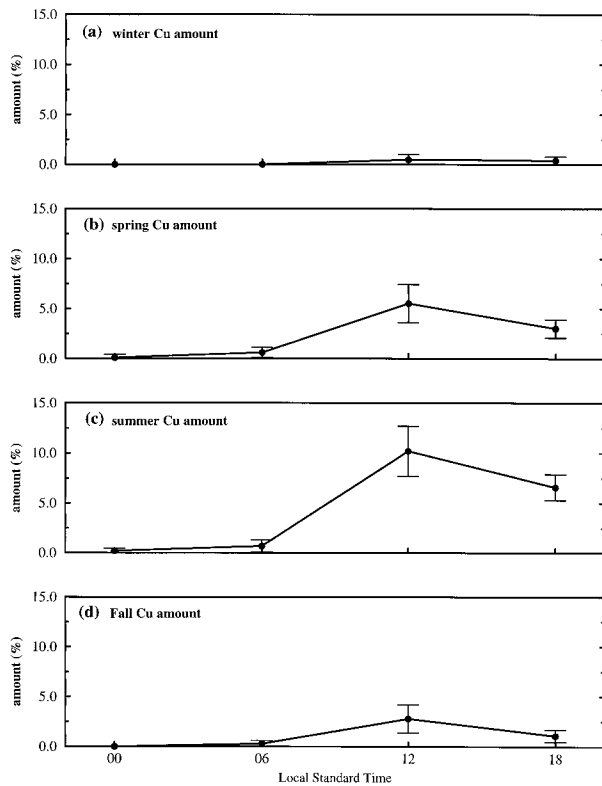 15.0
(a) winter Cu amount
10.0
amount (%)
5.0
0.0
15.0
(b) spring Cu amount
10.0
amount (%)
5.0
0.0
15.0
(c) summer Cu amount
10.0
amount (%)
5.0
0.0
15.0
(d) Fall Cu amount
10.0
amount (%)
5.0
0.0
00 06 12 18
Local Standard Time